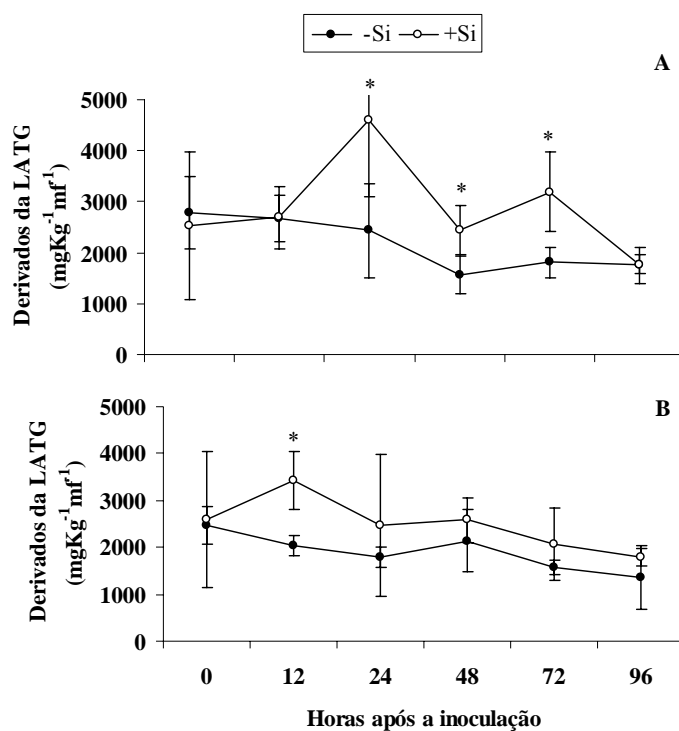 -Si +Si
A
* * *
5000
4000
3000
2000
1000
0
Derivados da LATG
(mgKg-1mf-1)
B
*
5000
4000
3000
2000
1000
0
Derivados da LATG
(mgKg-1mf-1)
0 12 24 48 72 96
Horas após a inoculação